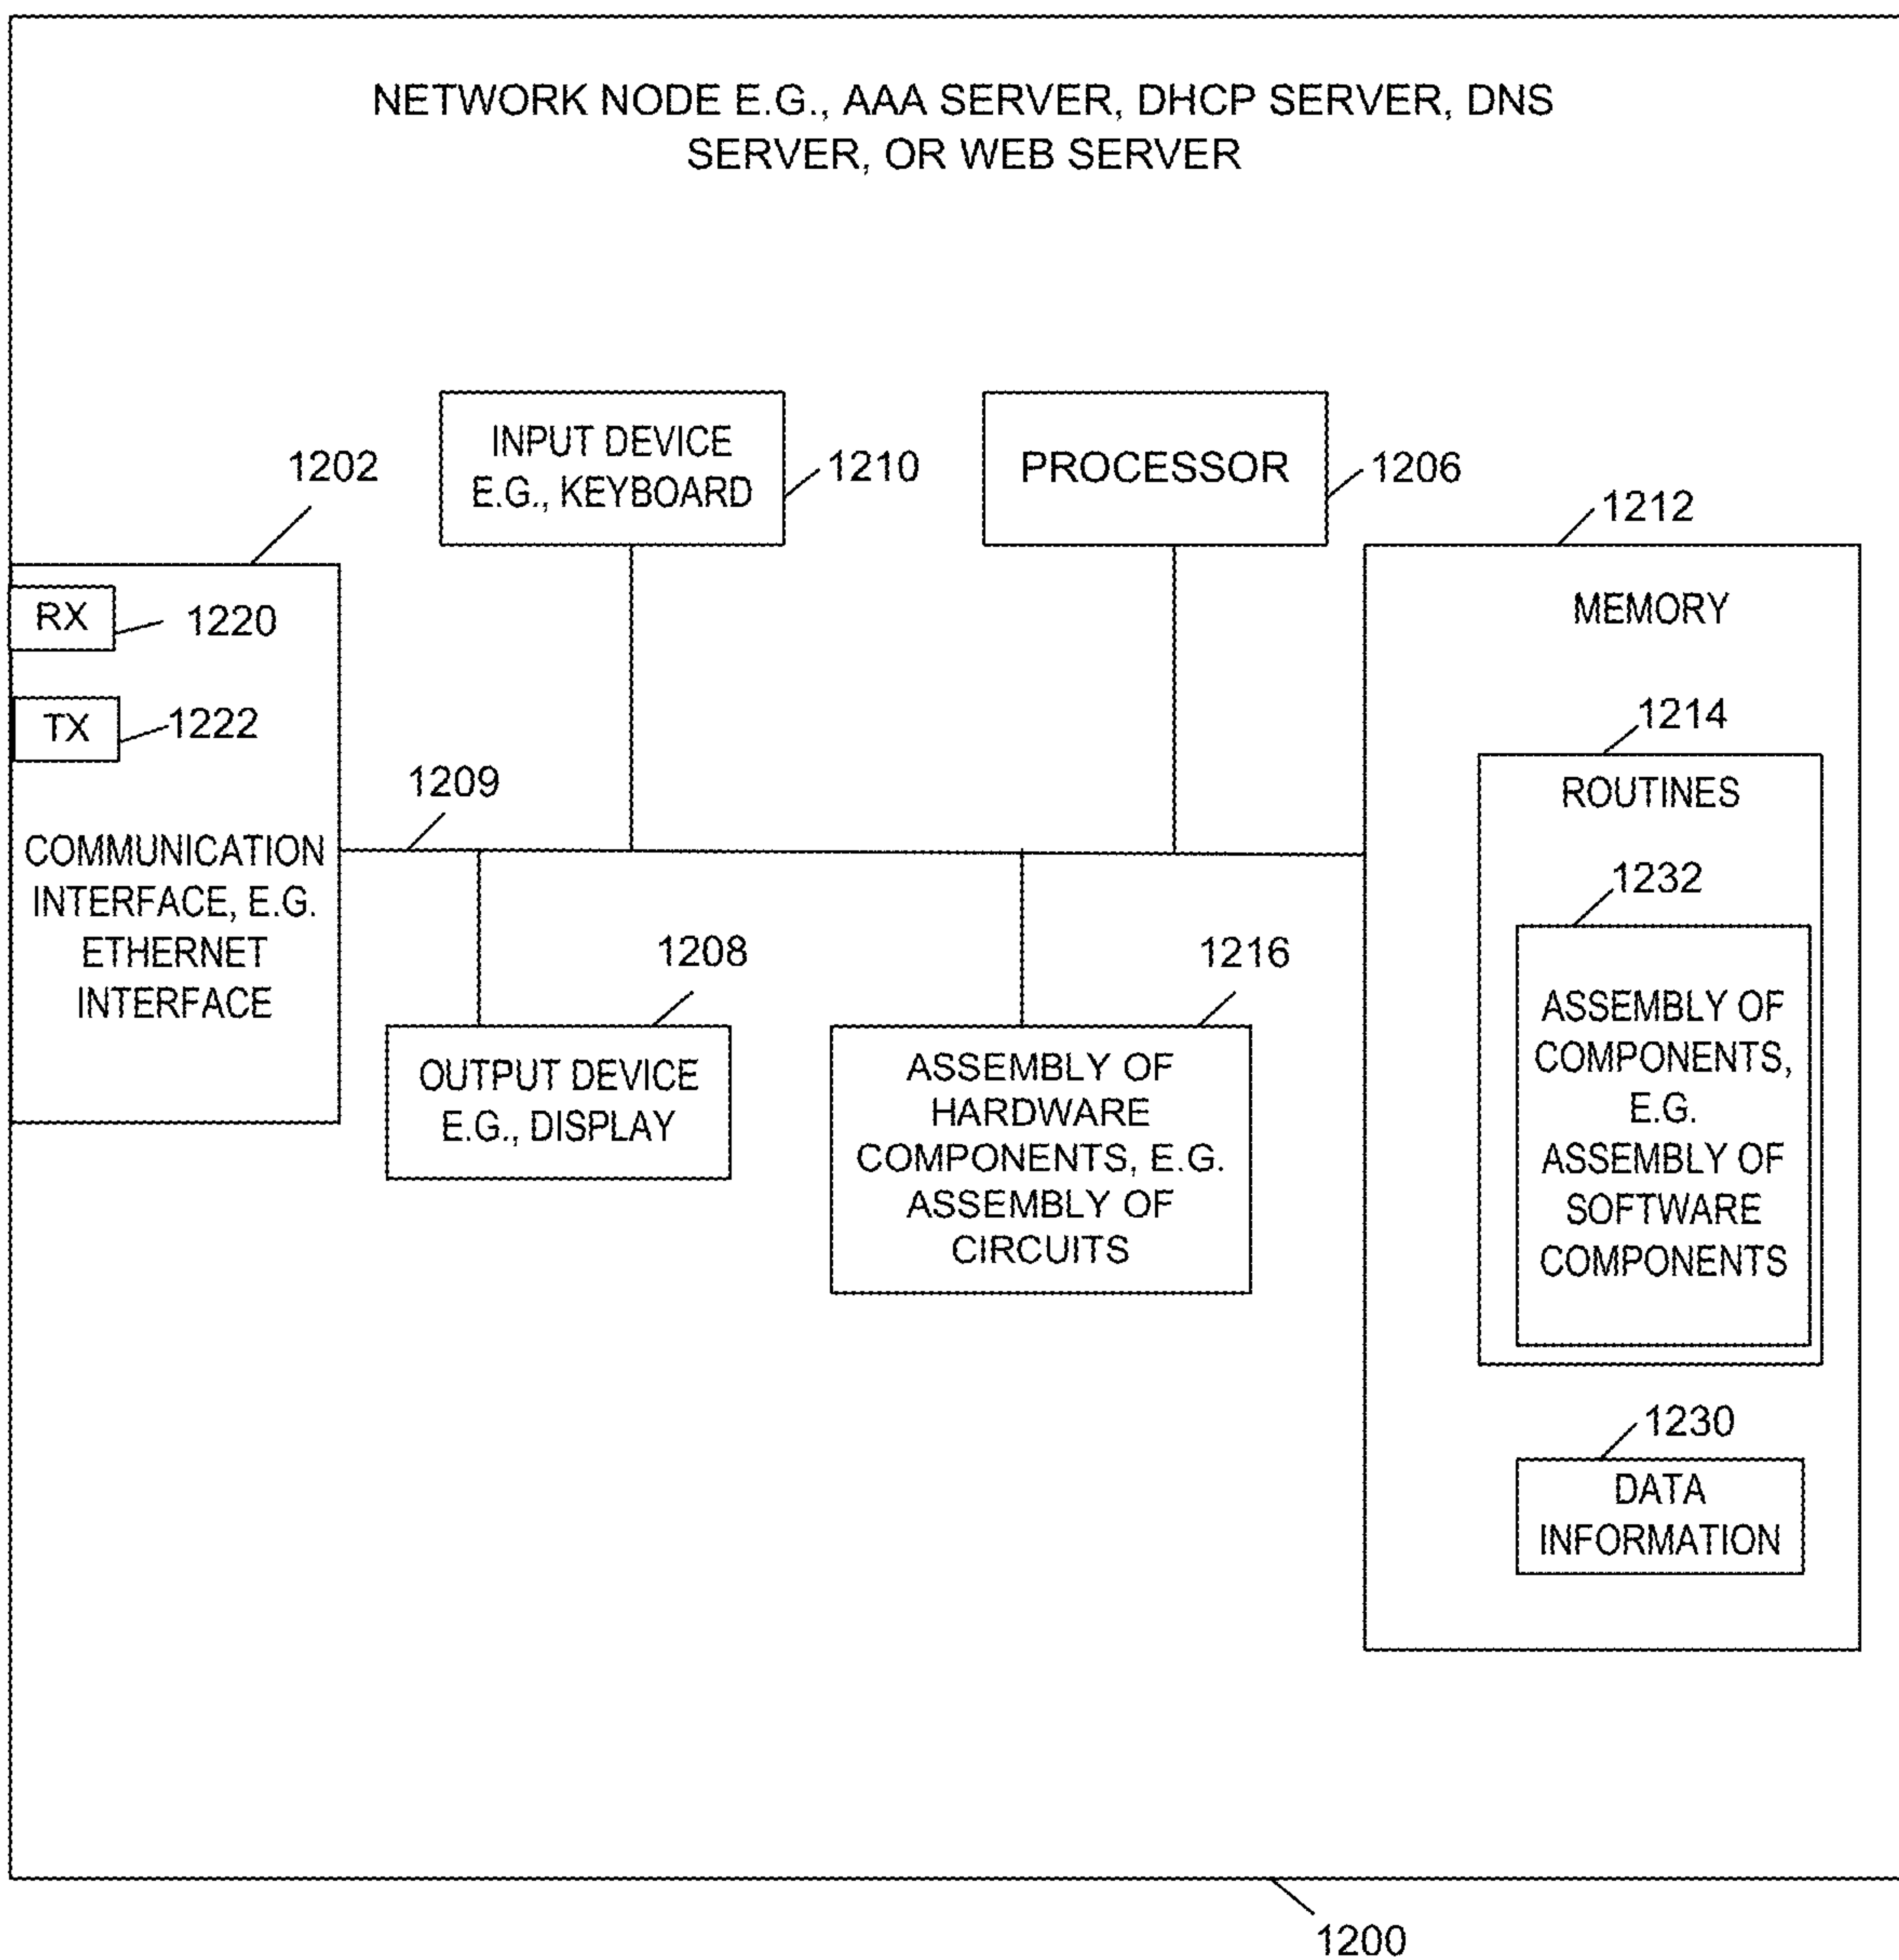 NETWORK NODE E.G., AAA SERVER, DHCP SERVER, DNS
SERVER, OR WEB SERVER
1202
INPUT DEVICE
E.G., KEYBOARD
1210
PROCESSOR
1206
1212
RX
1220
TX
1222
COMMUNICATION
INTERFACE, E.G.
ETHERNET
INTERFACE
1209
MEMORY
1214
ROUTINES
1232
ASSEMBLY OF
COMPONENTS,
E.G.
ASSEMBLY OF
SOFTWARE
COMPONENTS
1208
OUTPUT DEVICE
E.G., DISPLAY
1216
ASSEMBLY OF
HARDWARE
COMPONENTS, E.G.
ASSEMBLY OF
CIRCUITS
1230
DATA
INFORMATION
1200